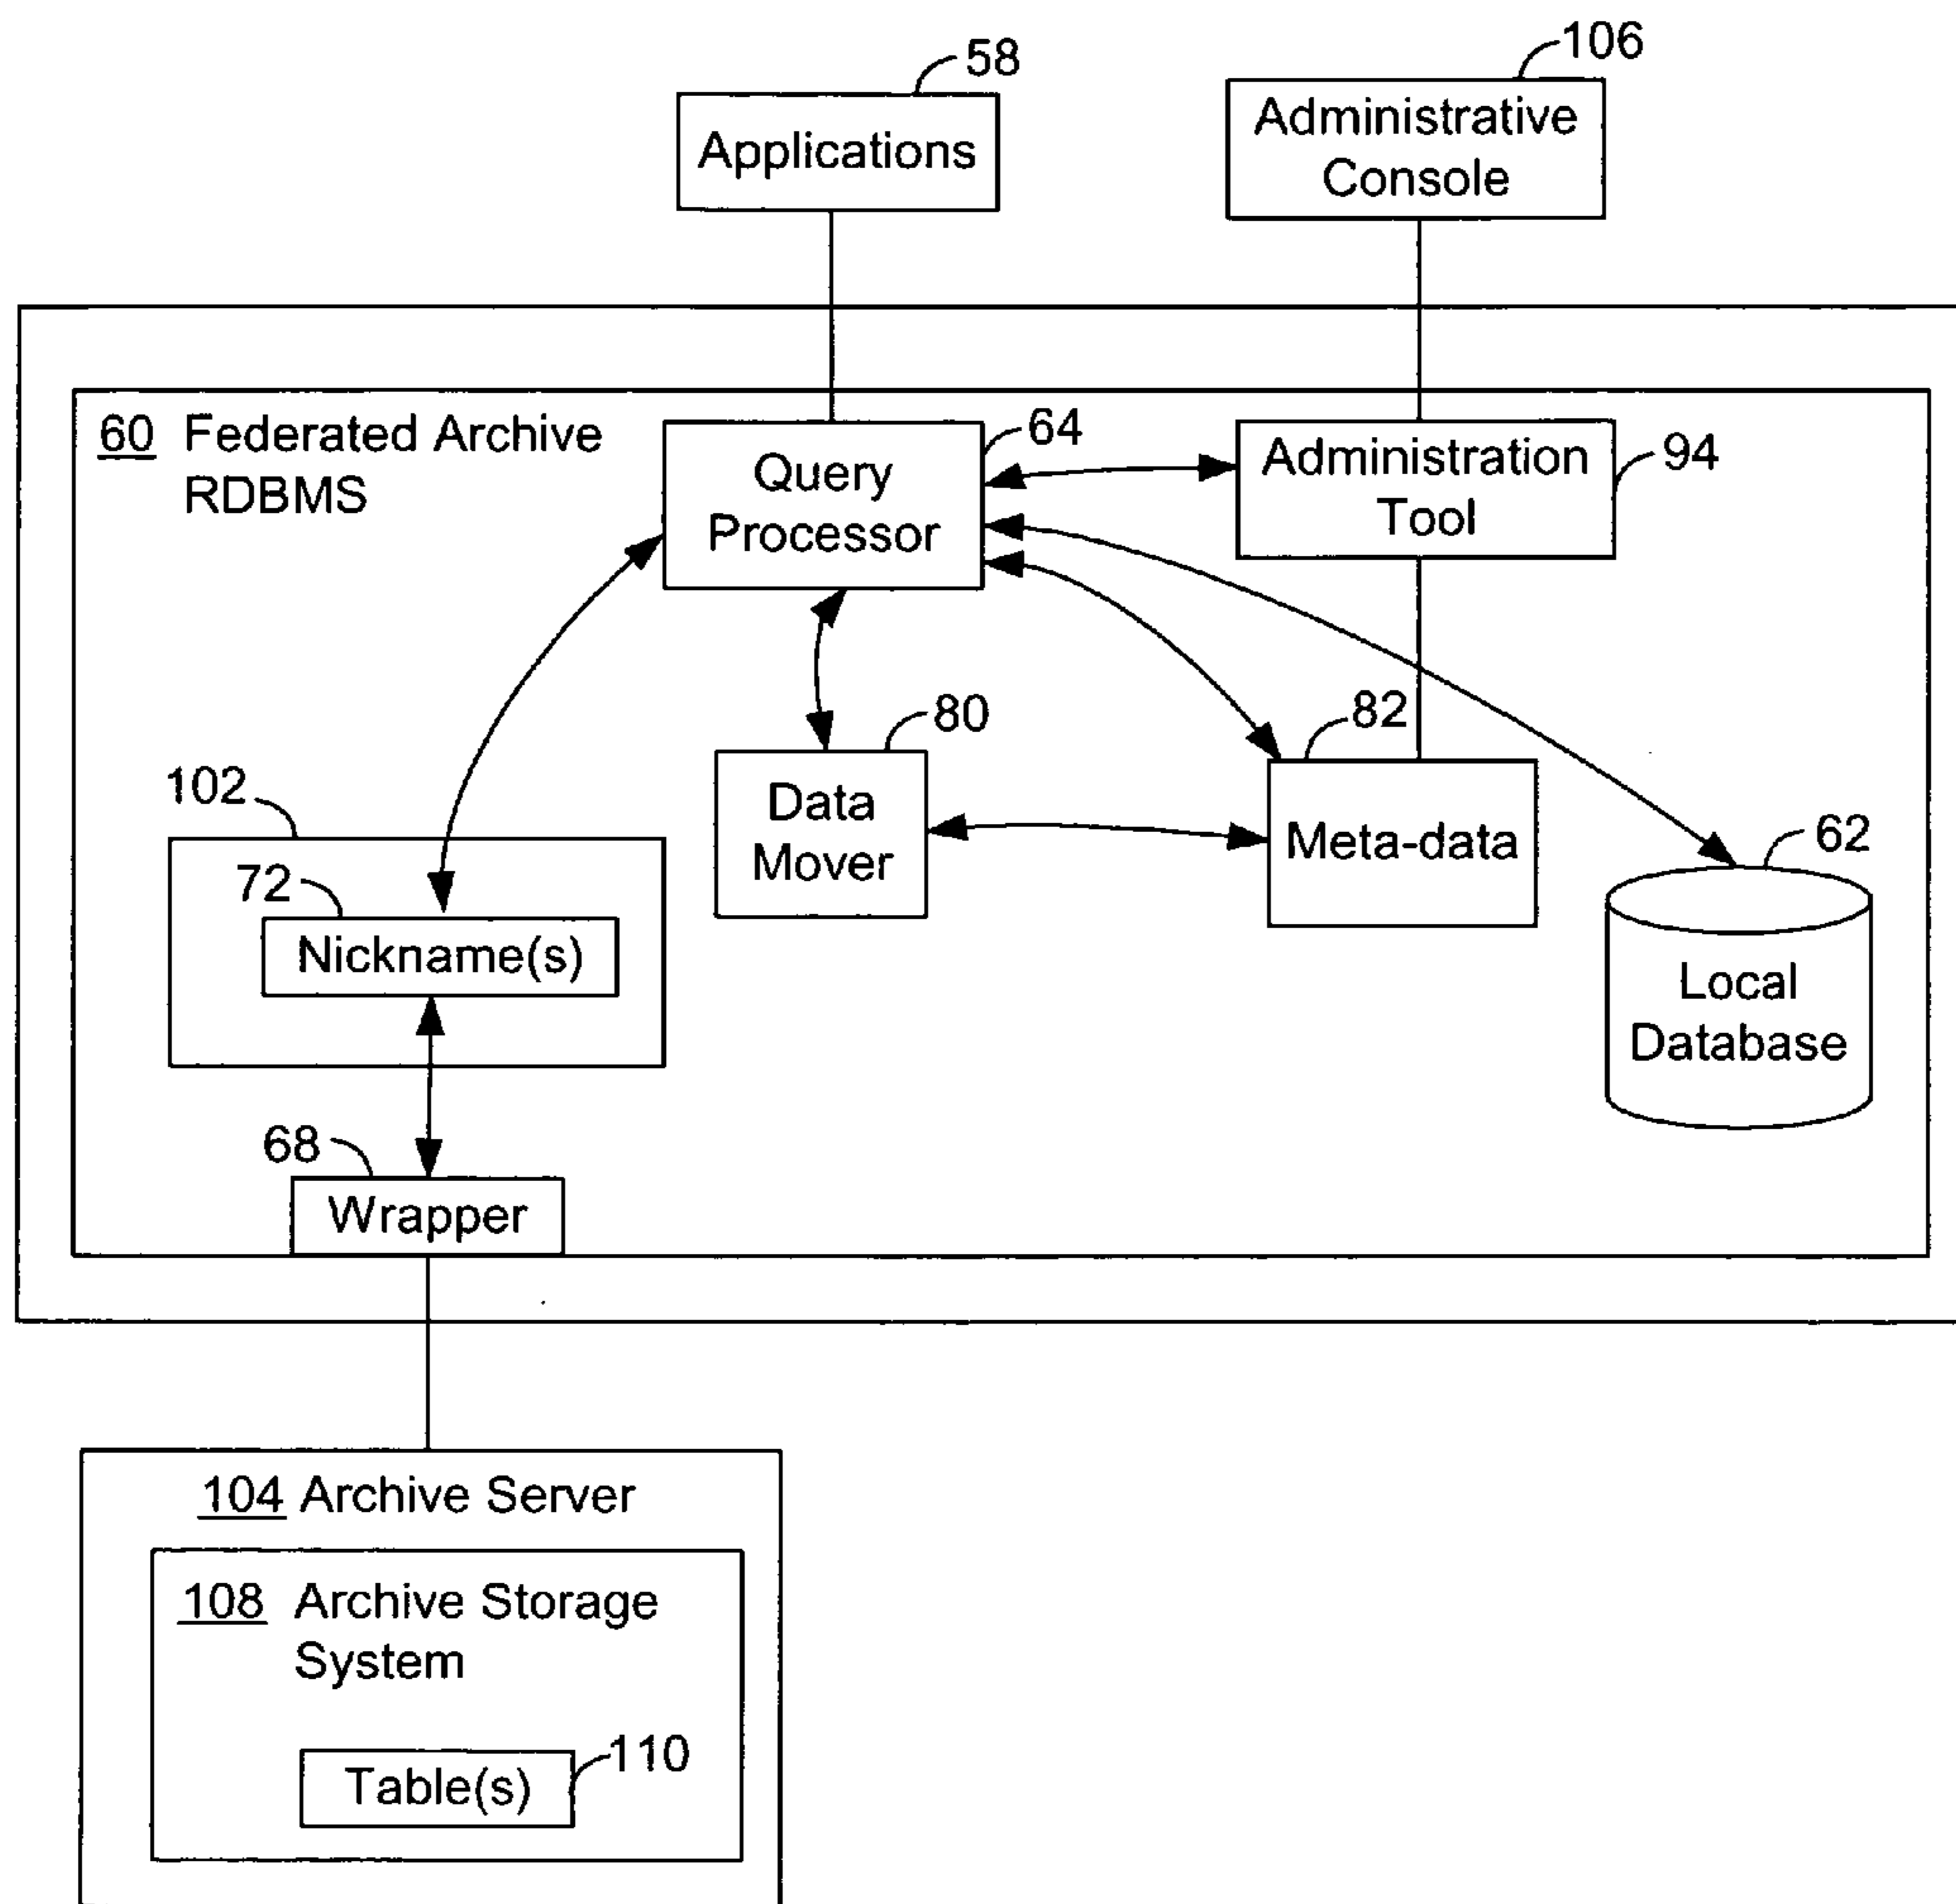 58
Applications
106
Administrative
Console
60 Federated Archive
RDBMS
64
Query
Processor
94
Administration
Tool
80
Data
Mover
82
Meta-data
62
Local
Database
102
72
Nickname(s)
68
Wrapper
104 Archive Server
108 Archive Storage
System
110
Table(s)